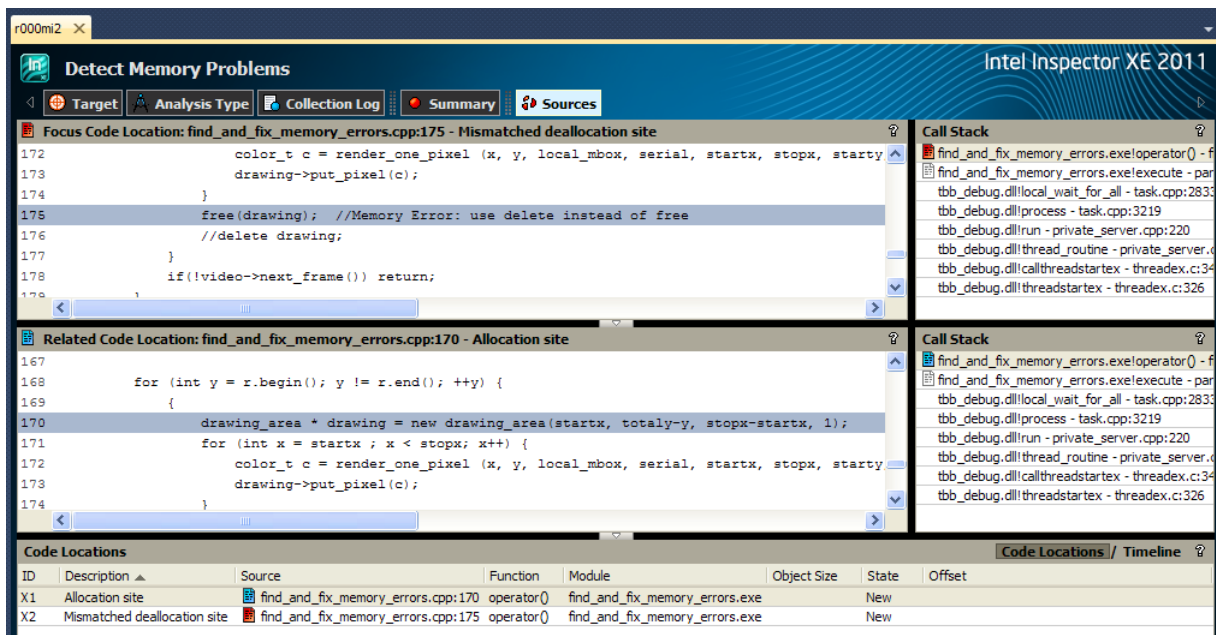 r000mi2
Detect Memory Problems
Intel Inspector XE 2011
Target Analysis Type Collection Log Summary Sources
Focus Code Location: find_and_fix_memory_errors.cpp:175 - Mismatched deallocation site ?
172 color_t c = render_one_pixel (x, y, local_mbox, serial, startx, stopx, starty
173 drawing->put_pixel(c);
174 }
175 free(drawing); //Memory Error: use delete instead of free
176 //delete drawing;
177 }
178 if(!video->next_frame()) return;
179 }
Call Stack ?
find_and_fix_memory_errors.exe!operator() - f
find_and_fix_memory_errors.exe!execute - par
tbb_debug.dll!local_wait_for_all - task.cpp:2833
tbb_debug.dll!process - task.cpp:3219
tbb_debug.dll!run - private_server.cpp:220
tbb_debug.dll!thread_routine - private_server.c
tbb_debug.dll!callthreadstartex - threadex.c:34
tbb_debug.dll!threadstartex - threadex.c:326
Related Code Location: find_and_fix_memory_errors.cpp:170 - Allocation site ?
167
168 for (int y = r.begin(); y != r.end(); ++y) {
169 {
170 drawing_area * drawing = new drawing_area(startx, totaly-y, stopx-startx, 1);
171 for (int x = startx ; x < stopx; x++) {
172 color_t c = render_one_pixel (x, y, local_mbox, serial, startx, stopx, starty
173 drawing->put_pixel(c);
174 }
Call Stack ?
find_and_fix_memory_errors.exe!operator() - f
find_and_fix_memory_errors.exe!execute - par
tbb_debug.dll!local_wait_for_all - task.cpp:2833
tbb_debug.dll!process - task.cpp:3219
tbb_debug.dll!run - private_server.cpp:220
tbb_debug.dll!thread_routine - private_server.c
tbb_debug.dll!callthreadstartex - threadex.c:34
tbb_debug.dll!threadstartex - threadex.c:326
Code Locations Code Locations / Timeline ?
ID Description Source Function Module Object Size State Offset
X1 Allocation site find_and_fix_memory_errors.cpp:170 operator() find_and_fix_memory_errors.exe New
X2 Mismatched deallocation site find_and_fix_memory_errors.cpp:175 operator() find_and_fix_memory_errors.exe New